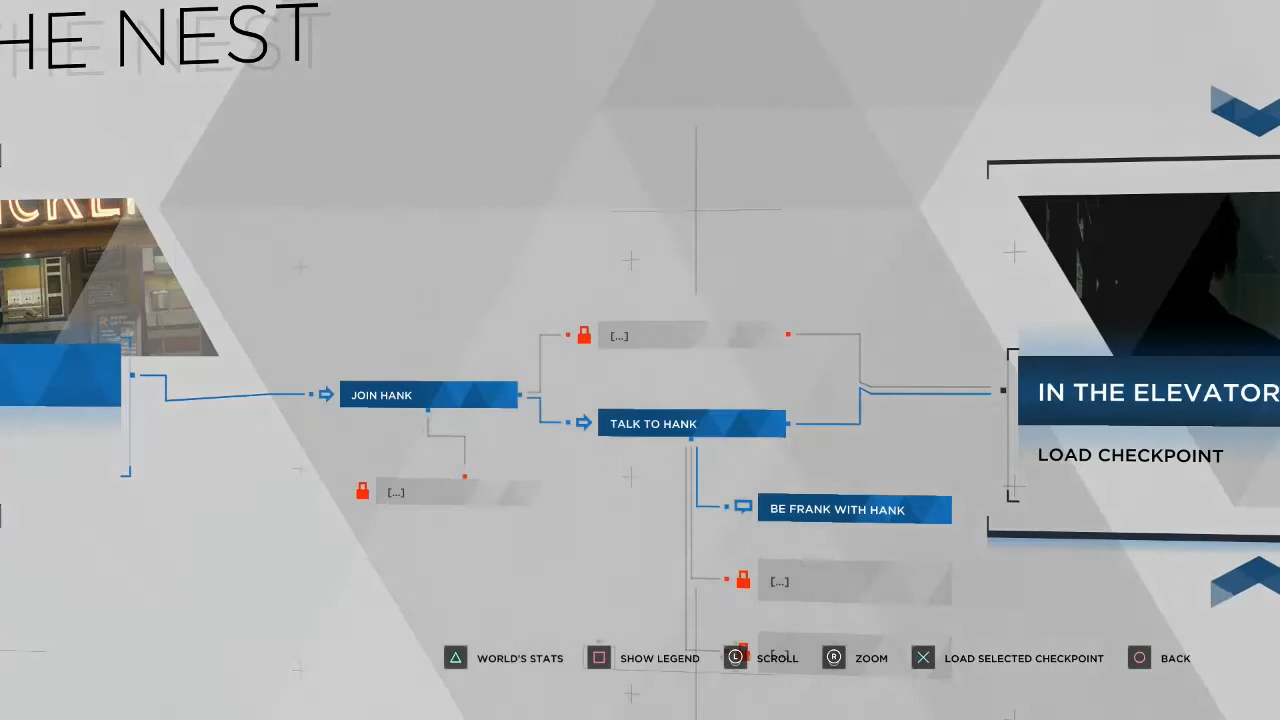 HE NEST
[...]
JOIN HANK
TALK TO HANK
[...]
BE FRANK WITH HANK
[...]
IN THE ELEVATOR
LOAD CHECKPOINT
WORLD'S STATS
SHOW LEGEND
L
SCROLL
R
ZOOM
LOAD SELECTED CHECKPOINT
BACK